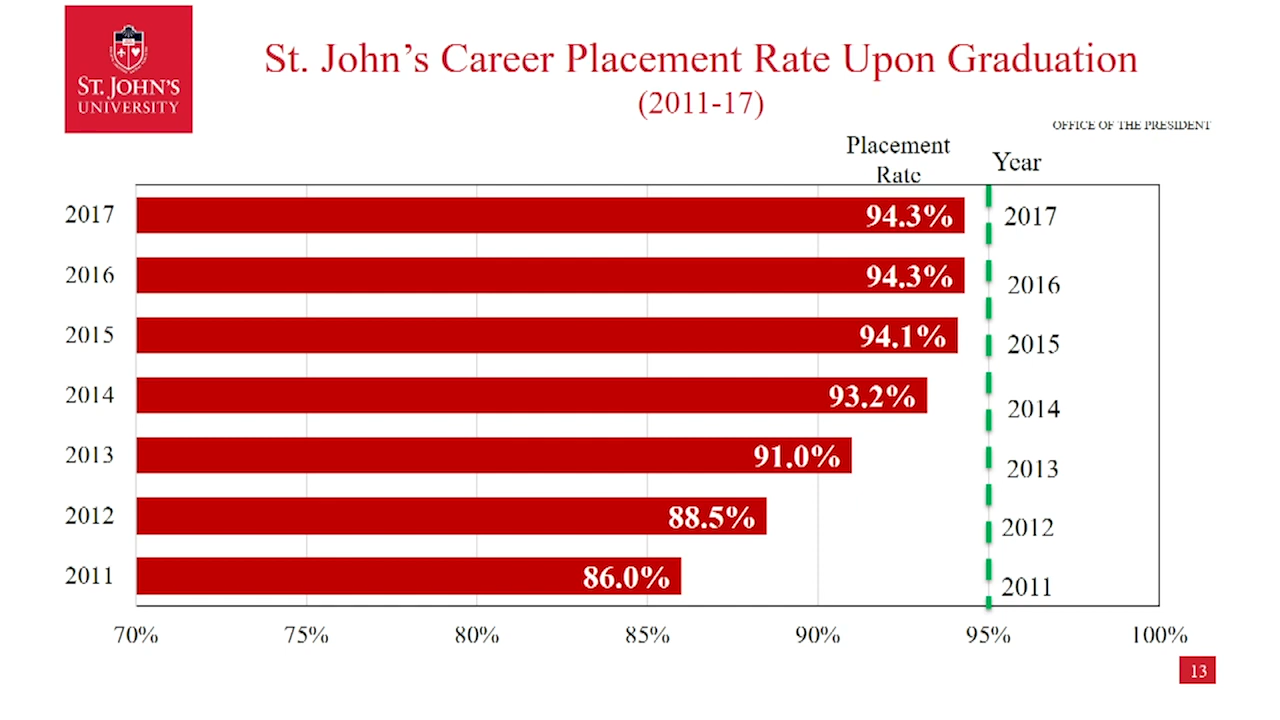 ST. JOHN'S
UNIVERSITY
St. John's Career Placement Rate Upon Graduation
(2011-17)
OFFICE OF THE PRESIDENT
Placement
Rate
Year
2017 94.3% 2017
2016 94.3% 2016
2015 94.1% 2015
2014 93.2% 2014
2013 91.0% 2013
2012 88.5% 2012
2011 86.0% 2011
70% 75% 80% 85% 90% 95% 100%
13